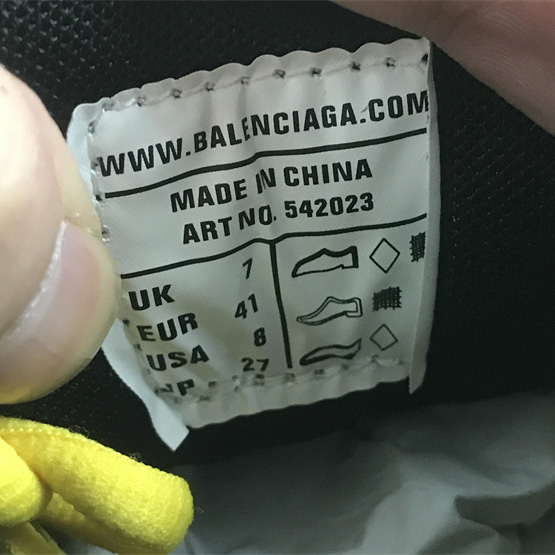 WWW.BALENCIAGA.COM
MADE IN CHINA
ART NO. 542023
UK 7
EUR 41
USA 8
27